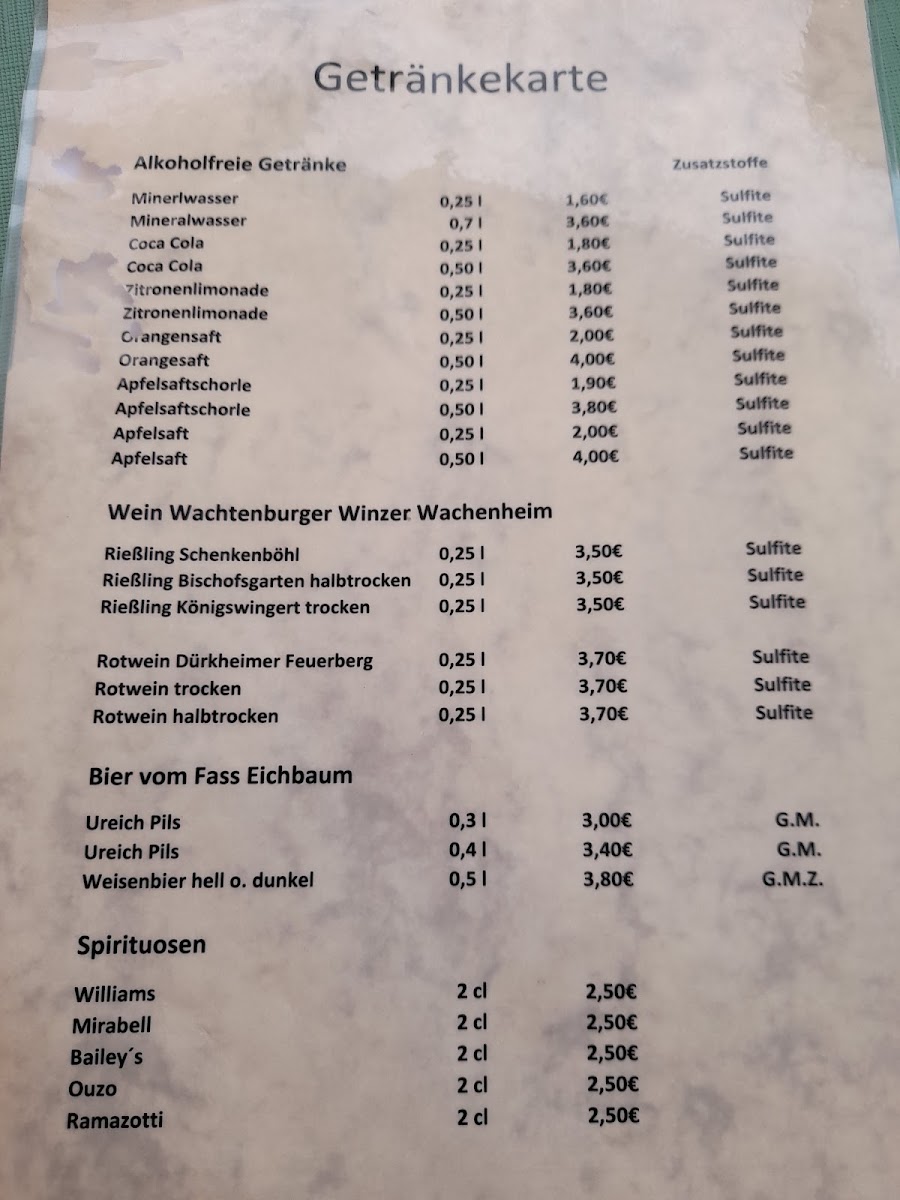 Getränkekarte
Alkoholfreie Getränke Zusatzstoffe
Minerlwasser 0,25 l 1,60€ Sulfite
Mineralwasser 0,7 l 3,60€ Sulfite
Coca Cola 0,25 l 1,80€ Sulfite
Coca Cola 0,50 l 3,60€ Sulfite
Zitronenlimonade 0,25 l 1,80€ Sulfite
Zitronenlimonade 0,50 l 3,60€ Sulfite
Orangensaft 0,25 l 2,00€ Sulfite
Orangesaft 0,50 l 4,00€ Sulfite
Apfelsaftschorle 0,25 l 1,90€ Sulfite
Apfelsaftschorle 0,50 l 3,80€ Sulfite
Apfelsaft 0,25 l 2,00€ Sulfite
Apfelsaft 0,50 l 4,00€ Sulfite
Wein Wachtenburger Winzer Wachenheim
Rießling Schenkenböhl 0,25 l 3,50€ Sulfite
Rießling Bischofsgarten halbtrocken 0,25 l 3,50€ Sulfite
Rießling Königswingert trocken 0,25 l 3,50€ Sulfite
Rotwein Dürkheimer Feuerberg 0,25 l 3,70€ Sulfite
Rotwein trocken 0,25 l 3,70€ Sulfite
Rotwein halbtrocken 0,25 l 3,70€ Sulfite
Bier vom Fass Eichbaum
Ureich Pils 0,3 l 3,00€ G.M.
Ureich Pils 0,4 l 3,40€ G.M.
Weisenbier hell o. dunkel 0,5 l 3,80€ G.M.Z.
Spirituosen
Williams 2 cl 2,50€
Mirabell 2 cl 2,50€
Bailey´s 2 cl 2,50€
Ouzo 2 cl 2,50€
Ramazotti 2 cl 2,50€